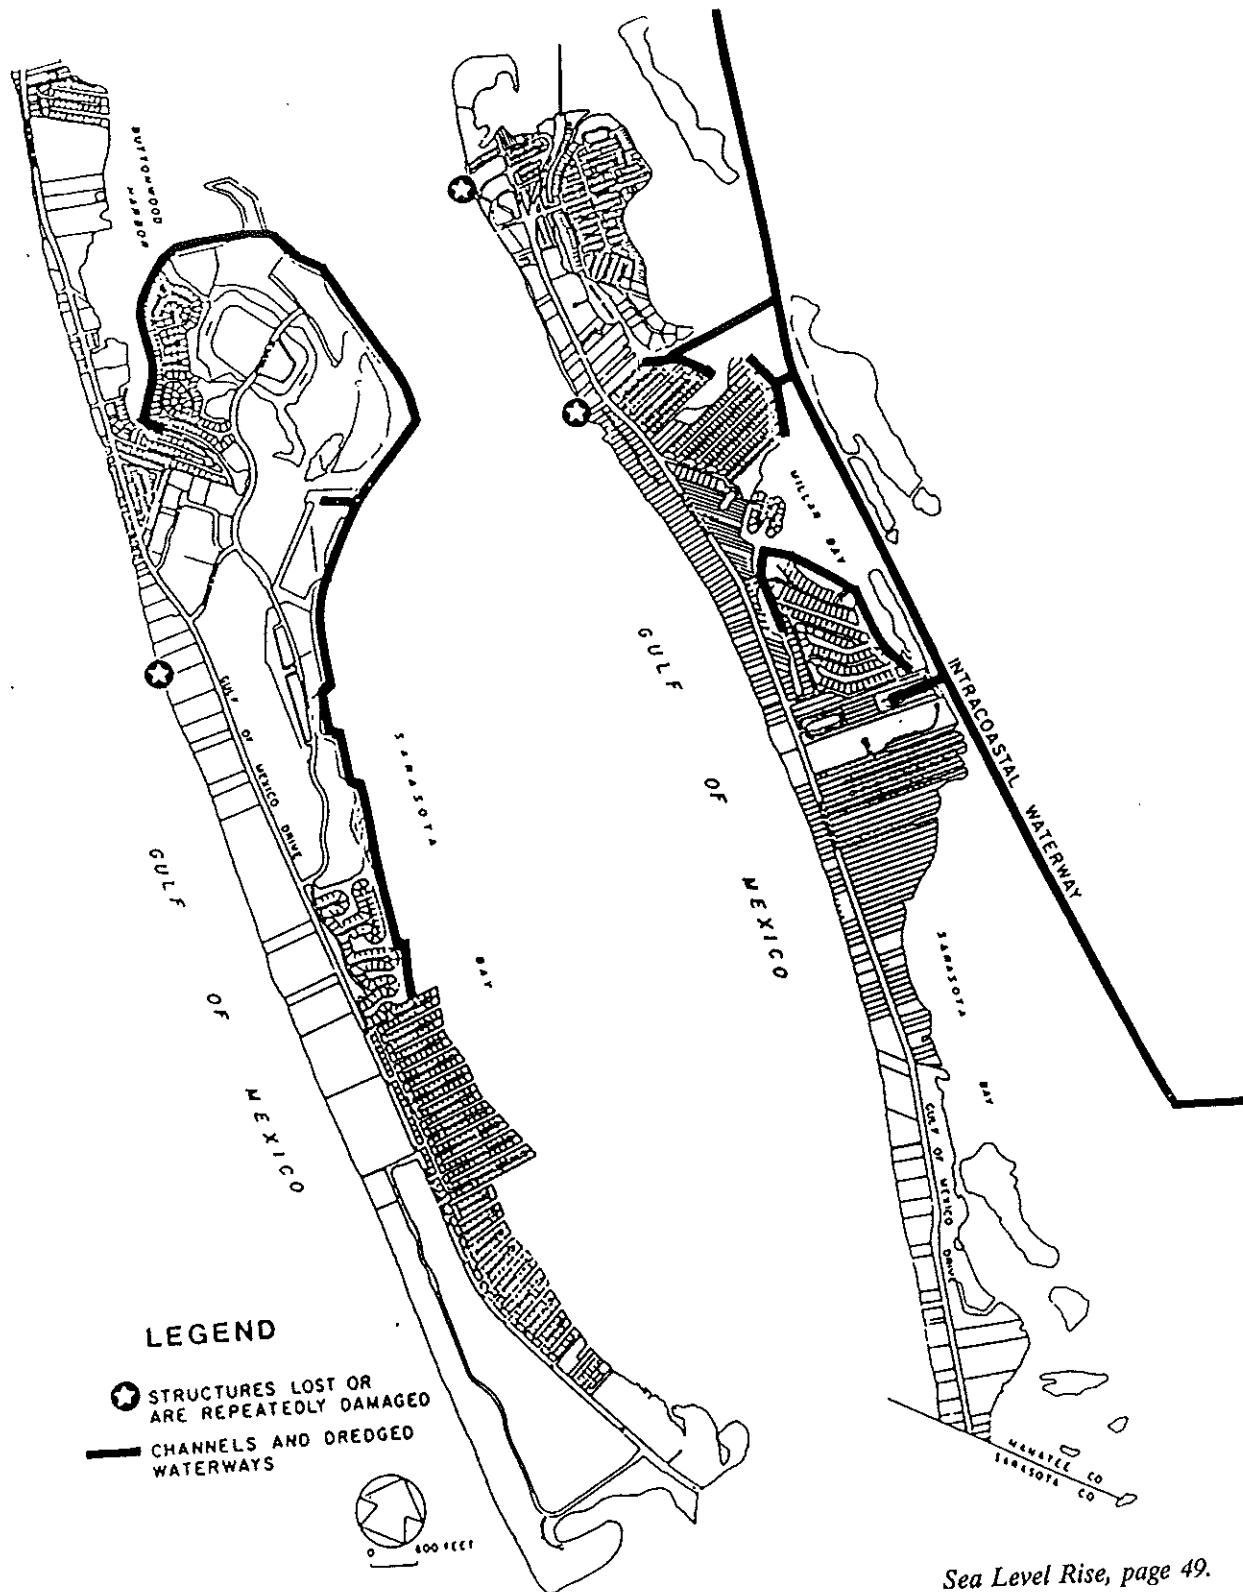 BUTTONWOOD
HARBOR
GULF OF MEXICO DRIVE
SARASOTA
BAY
GULF
OF
MEXICO
BAY
GULF
OF
MEXICO
INTRACOASTAL WATERWAY
SARASOTA
BAY
GULF OF MEXICO DRIVE
MANATEE CO
SARASOTA CO
LEGEND
STRUCTURES LOST OR
ARE REPEATEDLY DAMAGED
CHANNELS AND DREDGED
WATERWAYS
0 800 FEET
Sea Level Rise, page 49.